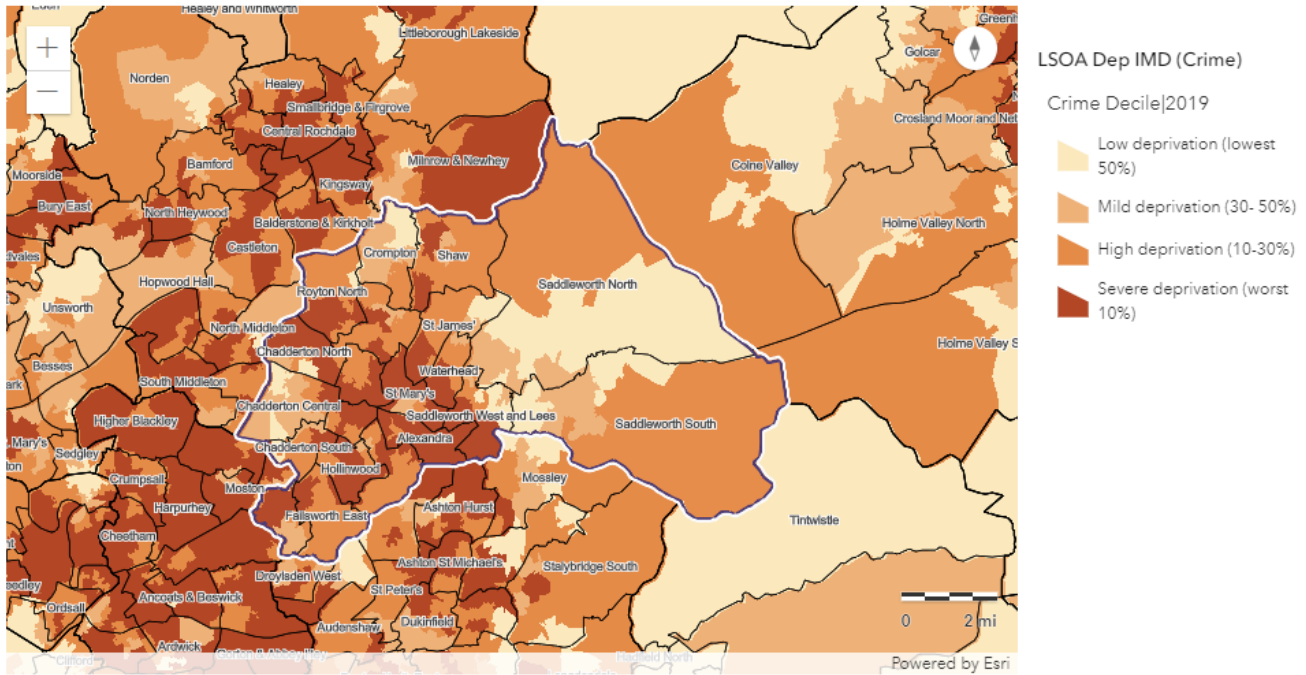 Healey and Whitworth
Littleborough Lakeside
Golcar
Norden
Healey
Smallbridge & Firgrove
Central Rochdale
Crosland Moor and Net
Moorside
Bamford
Milnrow & Newhey
Colne Valley
Kingsway
Bury East
North Heywood
Balderstone & Kirkholt
Holme Valley North
Castleton
Crompton
Shaw
Hopwood Hall
Royton North
Saddleworth North
Unsworth
North Middleton
St James'
Chadderton North
Holme Valley S
Besses
Waterhead
South Middleton
St Mary's
Chadderton Central
Saddleworth West and Lees
Higher Blackley
Saddleworth South
Alexandra
. Mary's
Sedgley
Chadderton South
Hollinwood
Crumpsall
Mossley
Moston
Harpurhey
Ashton Hurst
Failsworth East
Tintwistle
Cheetham
Ashton St Michael's
Stalybridge South
Droylsden West
St Peter's
Ancoats & Beswick
Ordsall
Dukinfield
Audenshaw
Ardwick
Gorton & Abbey Hey
Clifford
Hadfield North
0 2 mi
Powered by Esri
LSOA Dep IMD (Crime)
Crime Decile|2019
Low deprivation (lowest
50%)
Mild deprivation (30- 50%)
High deprivation (10-30%)
Severe deprivation (worst
10%)